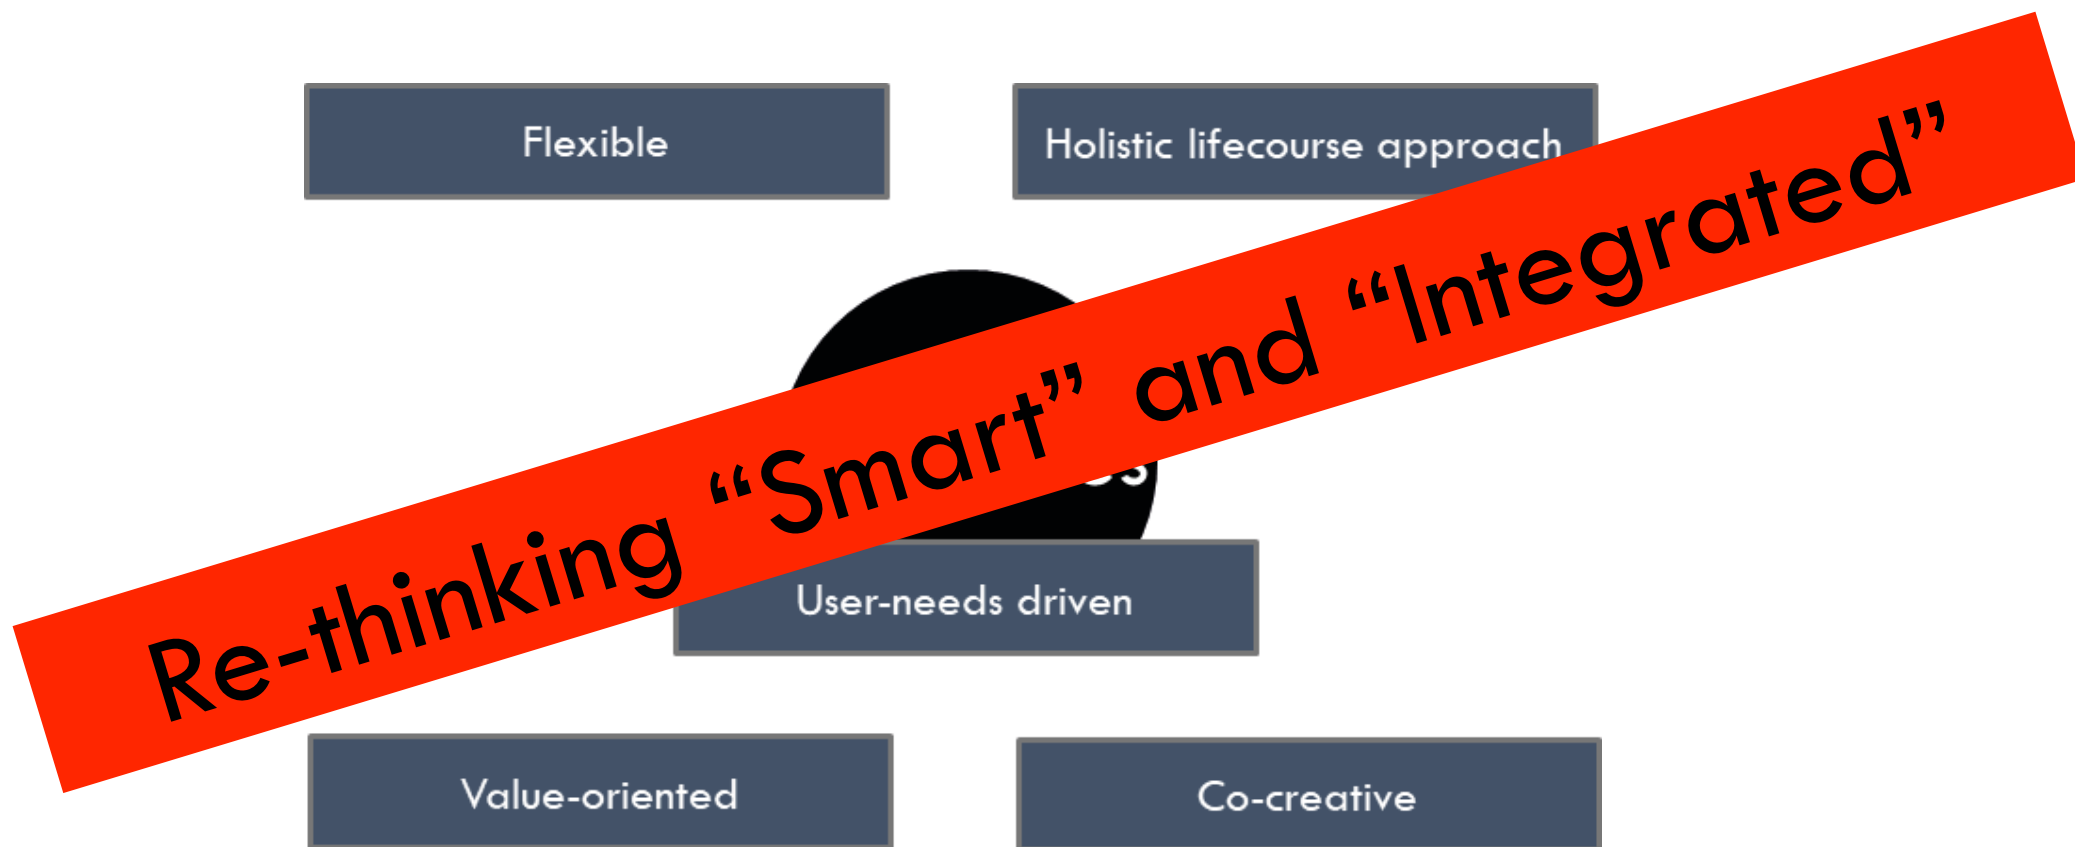 Flexible
Holistic lifecourse approach
Re-thinking “Smart” and “Integrated”
User-needs driven
Value-oriented
Co-creative